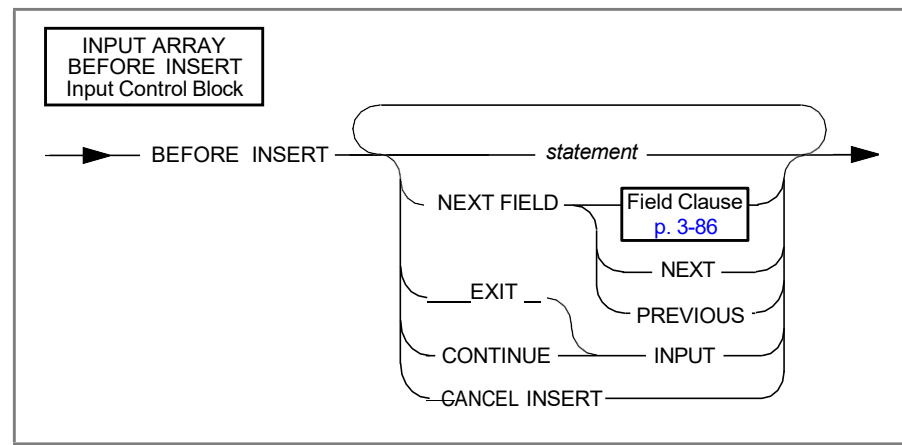 INPUT ARRAY
BEFORE INSERT
Input Control Block
BEFORE INSERT
statement
NEXT FIELD
Field Clause
p. 3-86
NEXT
PREVIOUS
EXIT
CONTINUE
INPUT
CANCEL INSERT